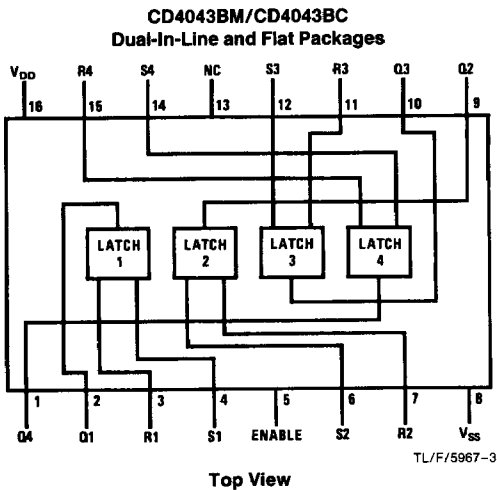 CD4043BM/CD4043BC
Dual-In-Line and Flat Packages
VDD R4 S4 NC S3 R3 Q3 Q2
16 15 14 13 12 11 10 9
LATCH 1
LATCH 2
LATCH 3
LATCH 4
1 2 3 4 5 6 7 8
Q4 Q1 R1 S1 ENABLE S2 R2 VSS
TL/F/5967-3
Top View